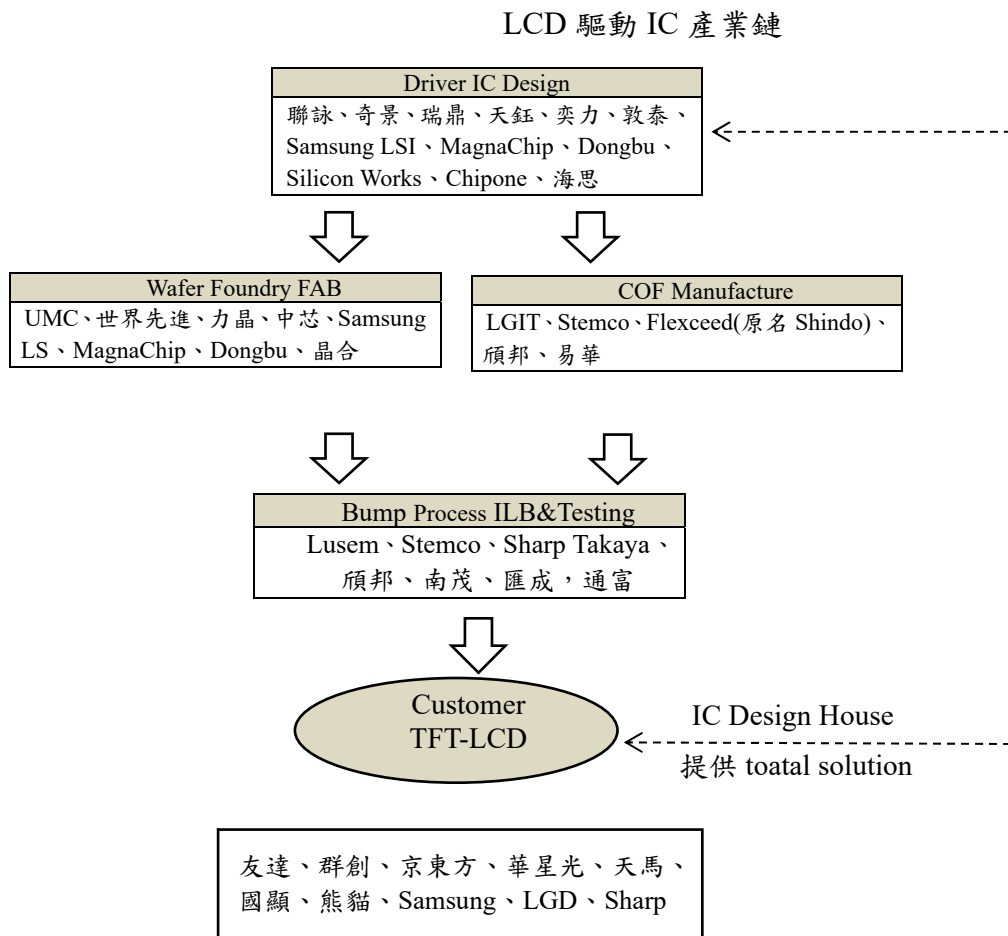 LCD 驅動 IC 產業鏈
Driver IC Design
聯詠、奇景、瑞鼎、天鈺、奕力、敦泰、
Samsung LSI、MagnaChip、Dongbu、
Silicon Works、Chipone、海思
Wafer Foundry FAB
UMC、世界先進、力晶、中芯、Samsung
LS、MagnaChip、Dongbu、晶合
COF Manufacture
LGIT、Stemco、Flexceed(原名 Shindo)、
頎邦、易華
Bump Process ILB&Testing
Lusem、Stemco、Sharp Takaya、
頎邦、南茂、匯成，通富
Customer
TFT-LCD
IC Design House
提供 toatal solution
友達、群創、京東方、華星光、天馬、
國顯、熊貓、Samsung、LGD、Sharp